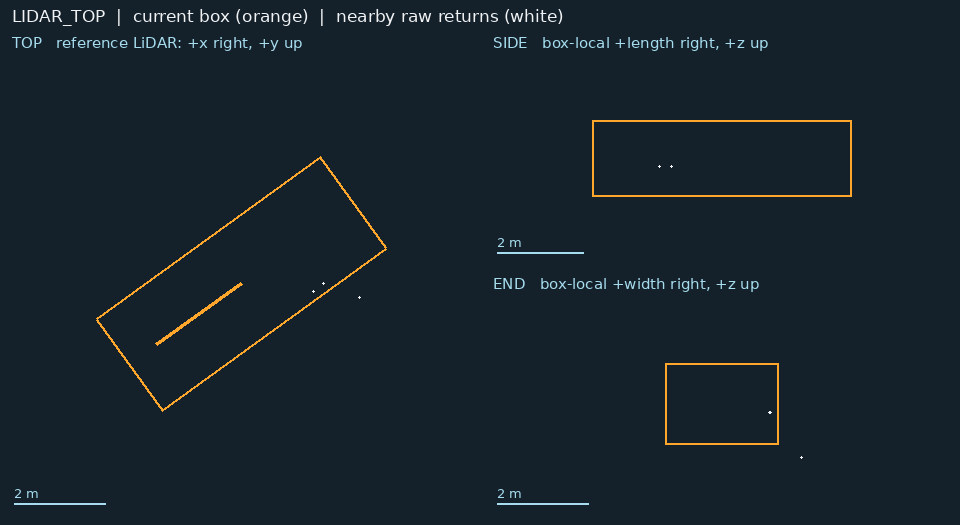 LIDAR_TOP | current box (orange) | nearby raw returns (white)
TOP reference LiDAR: +x right, +y up
SIDE box-local +length right, +z up
2 m
END box-local +width right, +z up
2 m
2 m